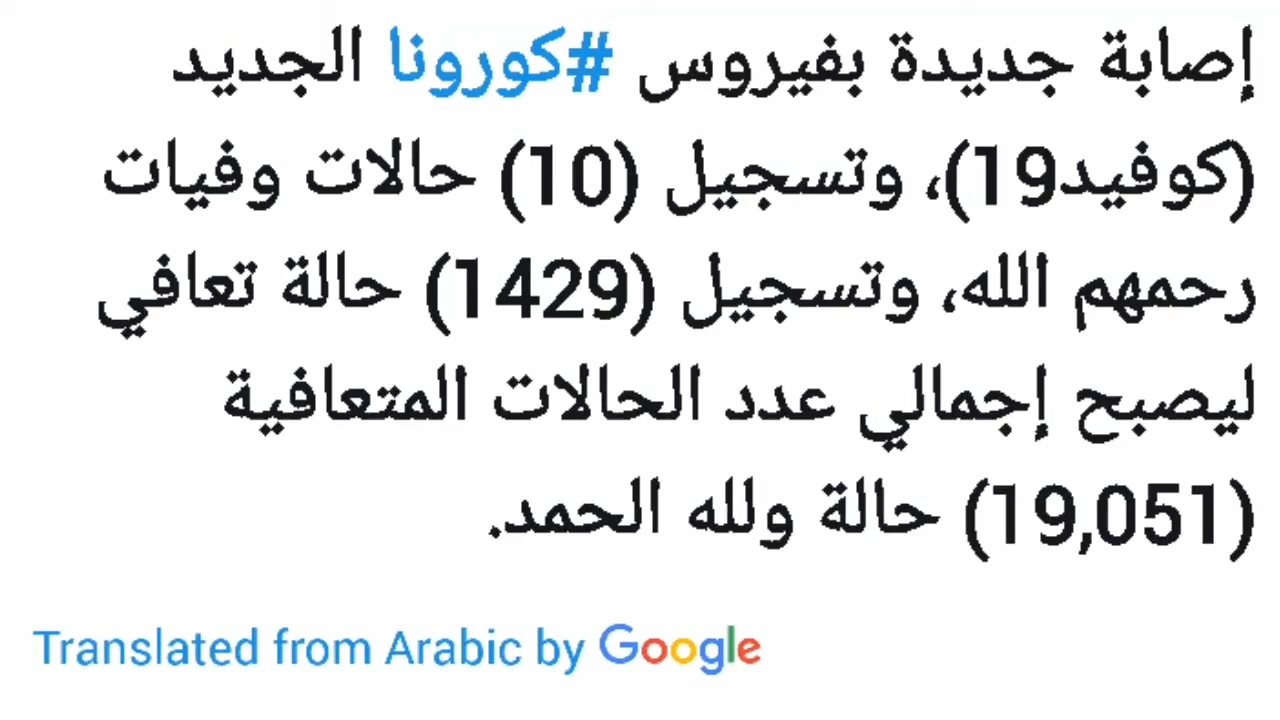 إصابة جديدة بفيروس #كورونا الجديد
(كوفيد19)، وتسجيل (10) حالات وفيات
رحمهم الله، وتسجيل (1429) حالة تعافي
ليصبح إجمالي عدد الحالات المتعافية
(19,051) حالة ولله الحمد.
Translated from Arabic by Google